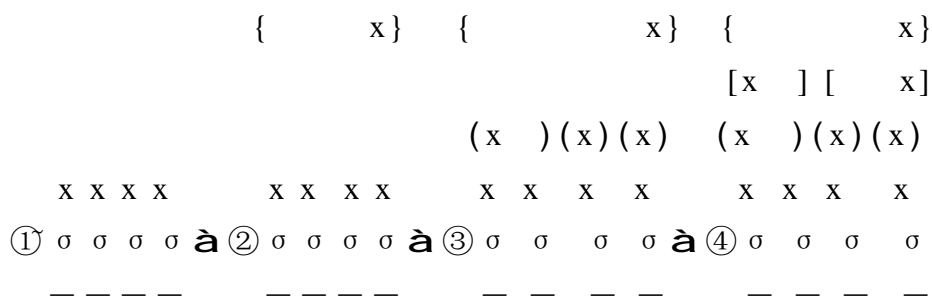 { x} { x} { x}
[x ] [ x]
(x )(x)(x) (x )(x)(x)
x x x x x x x x x x x x x x x x
①̃ σ σ σ σ à ② σ σ σ σ à ③ σ σ σ σ à ④ σ σ σ σ
_ _ _ _ _ _ _ _ _ _ _ _ _ _ _ _